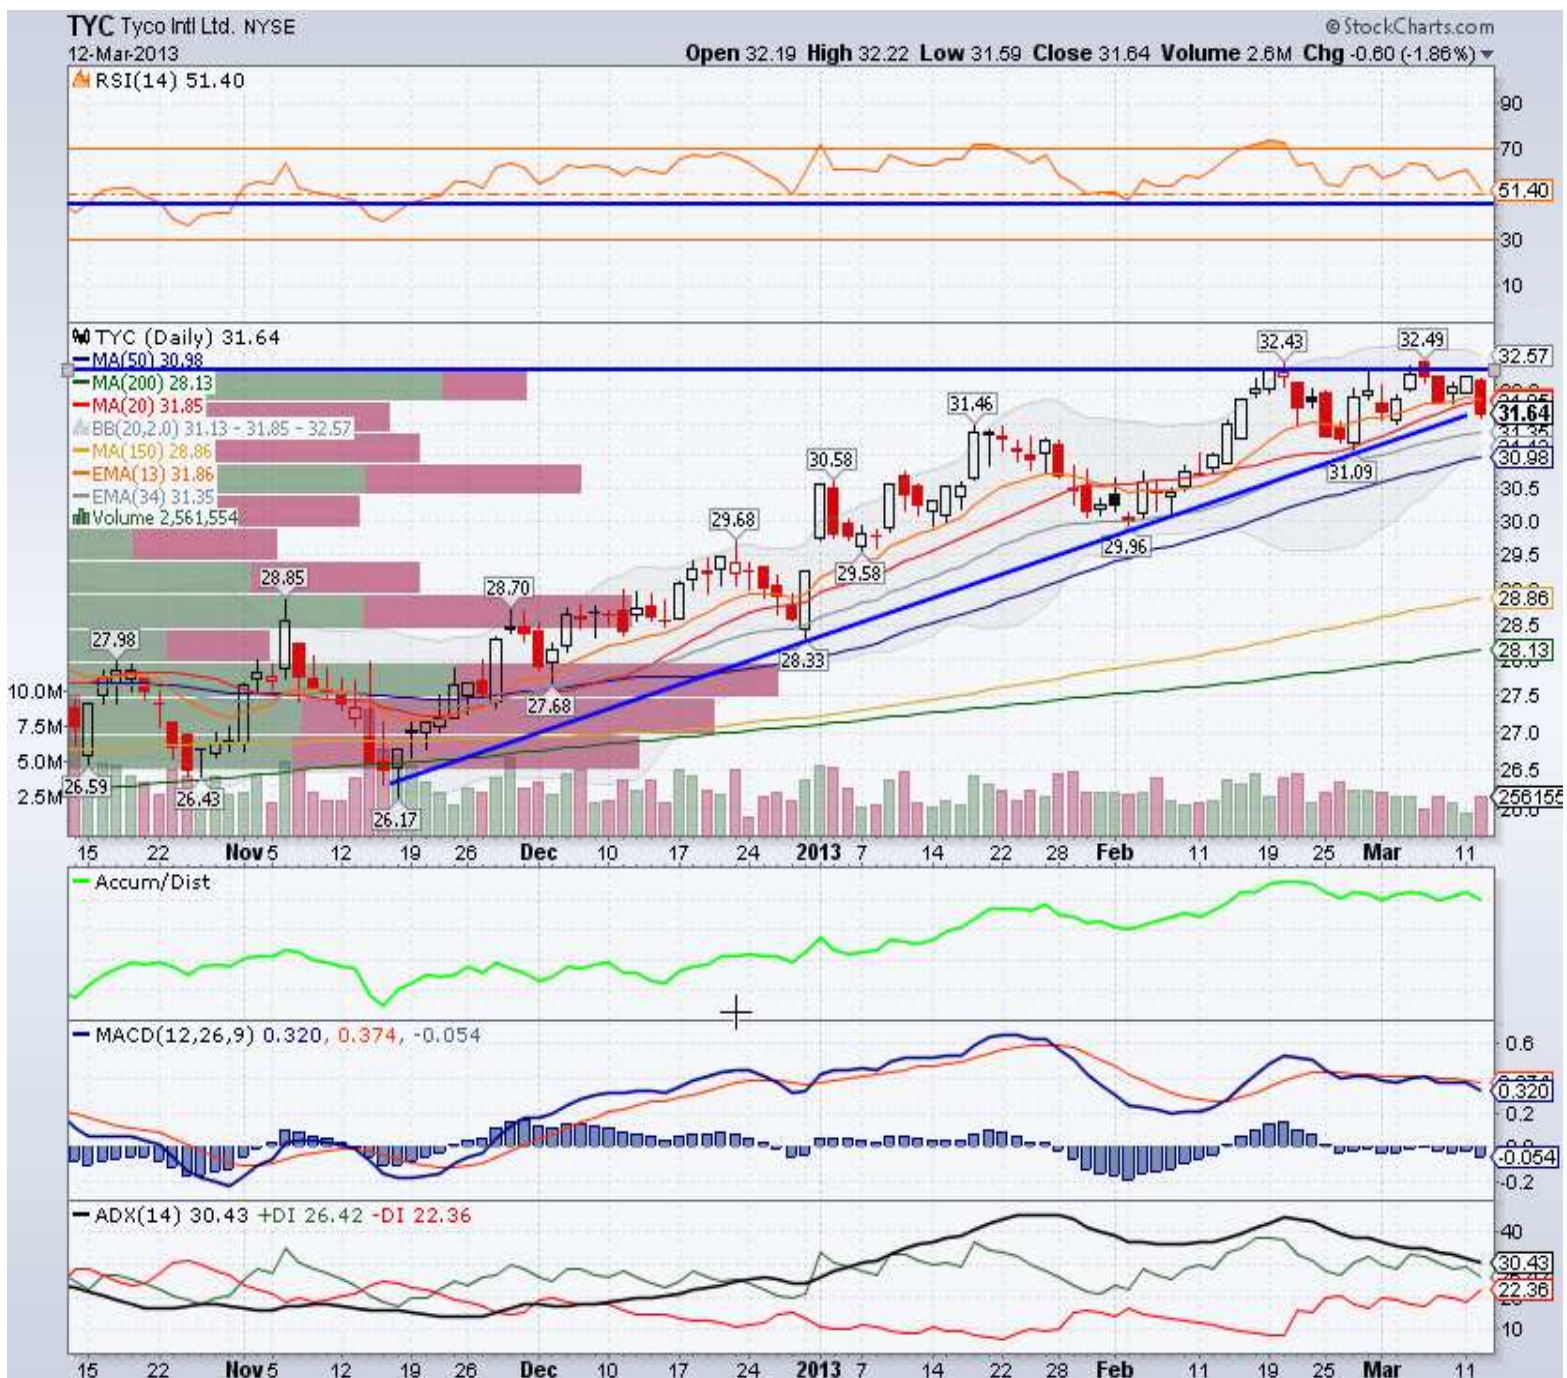 TYC Tyco Intl Ltd. NYSE © StockCharts.com
12-Mar-2013 Open 32.19 High 32.22 Low 31.59 Close 31.64 Volume 2.6M Chg -0.60 (-1.86%)
RSI(14) 51.40
90
70
51.40
30
10
TYC (Daily) 31.64
MA(50) 30.98
MA(200) 28.13
MA(20) 31.85
BB(20,2.0) 31.13 - 31.85 - 32.57
MA(150) 28.86
EMA(13) 31.86
EMA(34) 31.35
Volume 2,561,554
32.43
32.49
31.46
30.58
31.09
29.68
29.96
29.58
28.85
28.70
28.33
27.98
27.68
26.59
26.43
26.17
32.57
31.64
30.98
30.5
30.0
29.5
28.86
28.5
28.13
27.5
27.0
26.5
256155
10.0M
7.5M
5.0M
2.5M
15 22 Nov 5 12 19 26 Dec 10 17 24 2013 7 14 22 28 Feb 11 19 25 Mar 11
Accum/Dist
MACD(12,26,9) 0.320, 0.374, -0.054
0.6
0.320
0.2
-0.054
-0.2
ADX(14) 30.43 +DI 26.42 -DI 22.36
40
30.43
22.36
10
15 22 Nov 5 12 19 26 Dec 10 17 24 2013 7 14 22 28 Feb 11 19 25 Mar 11